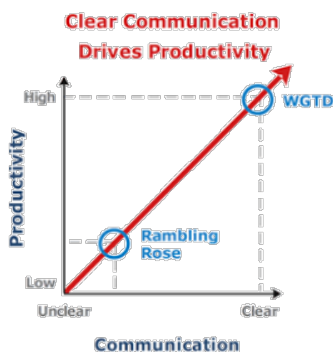 Clear Communication
Drives Productivity
High
WGTD
Productivity
Rambling
Rose
Low
Unclear
Clear
Communication